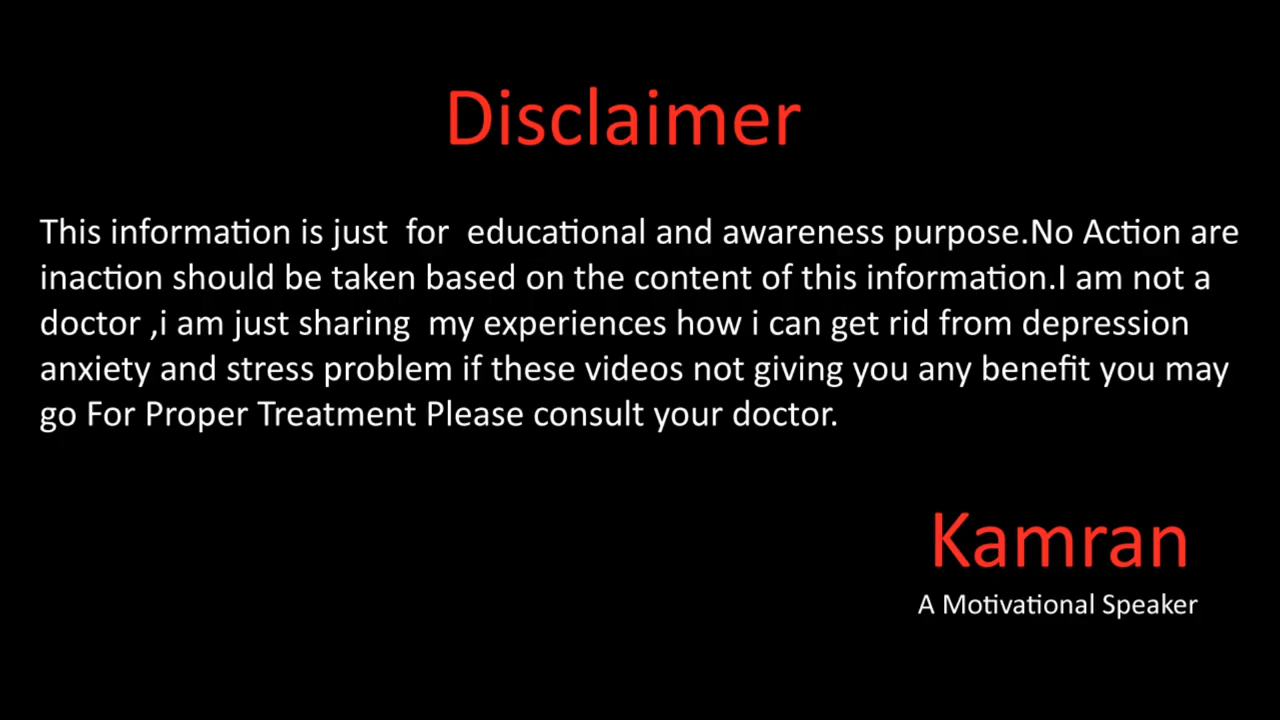 Disclaimer
This information is just  for  educational and awareness purpose.No Action are
inaction should be taken based on the content of this information.I am not a
doctor ,i am just sharing  my experiences how i can get rid from depression
anxiety and stress problem if these videos not giving you any benefit you may
go For Proper Treatment Please consult your doctor.
Kamran
A Motivational Speaker